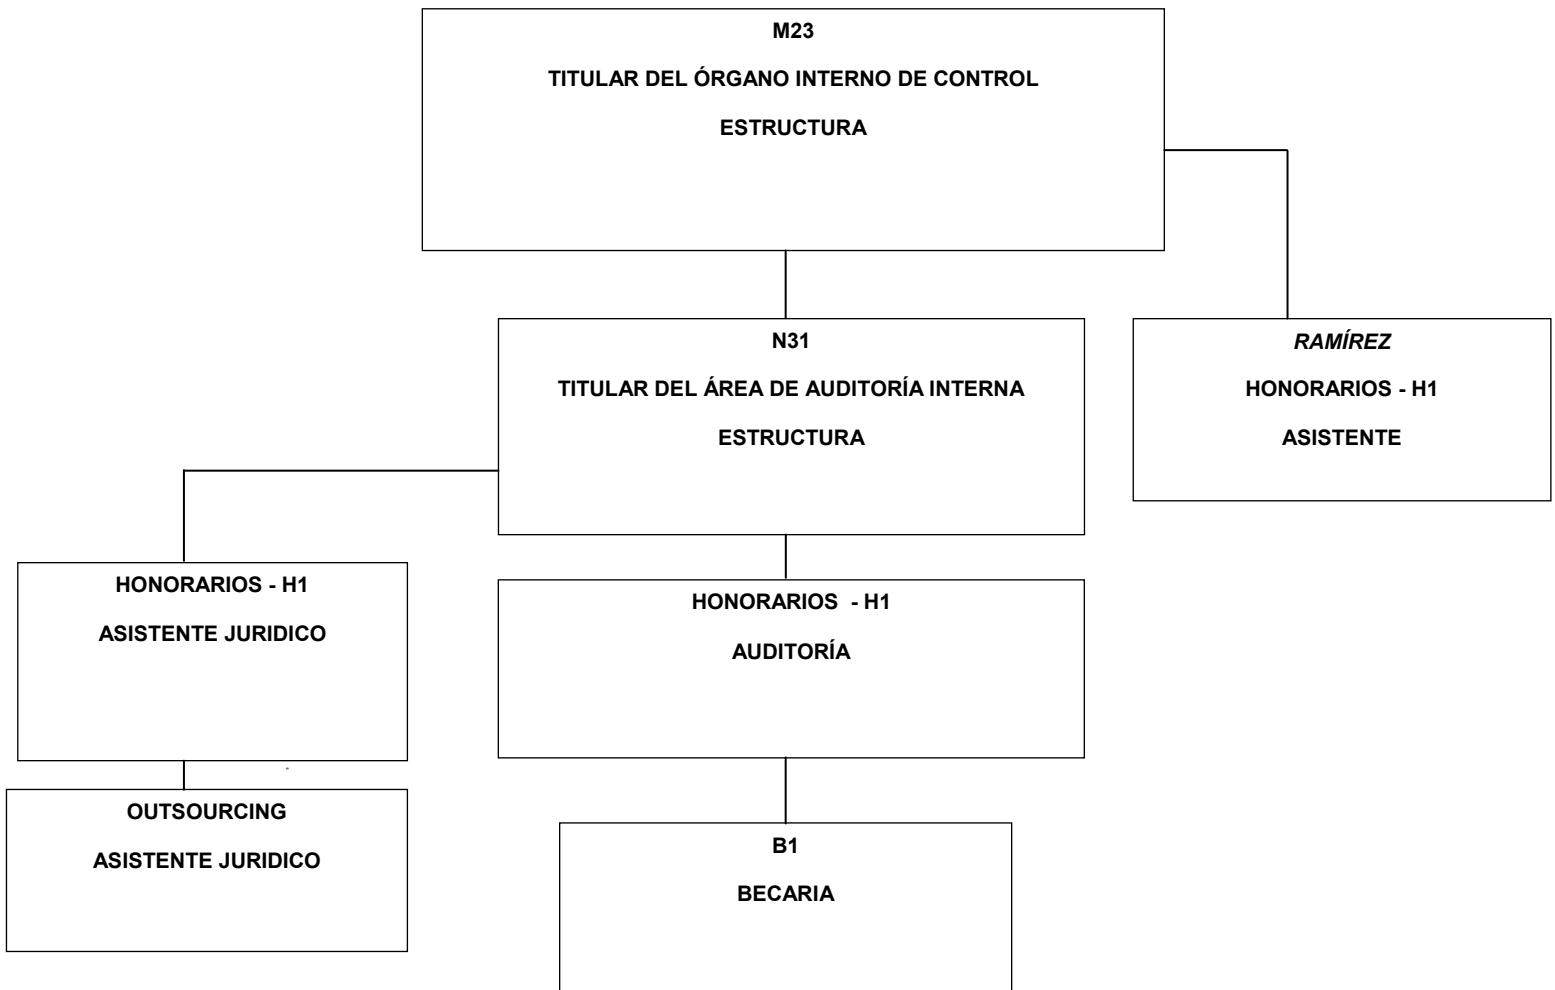 M23
TITULAR DEL ÓRGANO INTERNO DE CONTROL
ESTRUCTURA
N31
TITULAR DEL ÁREA DE AUDITORÍA INTERNA
ESTRUCTURA
RAMÍREZ
HONORARIOS - H1
ASISTENTE
HONORARIOS - H1
ASISTENTE JURIDICO
HONORARIOS - H1
AUDITORÍA
OUTSOURCING
ASISTENTE JURIDICO
B1
BECARIA